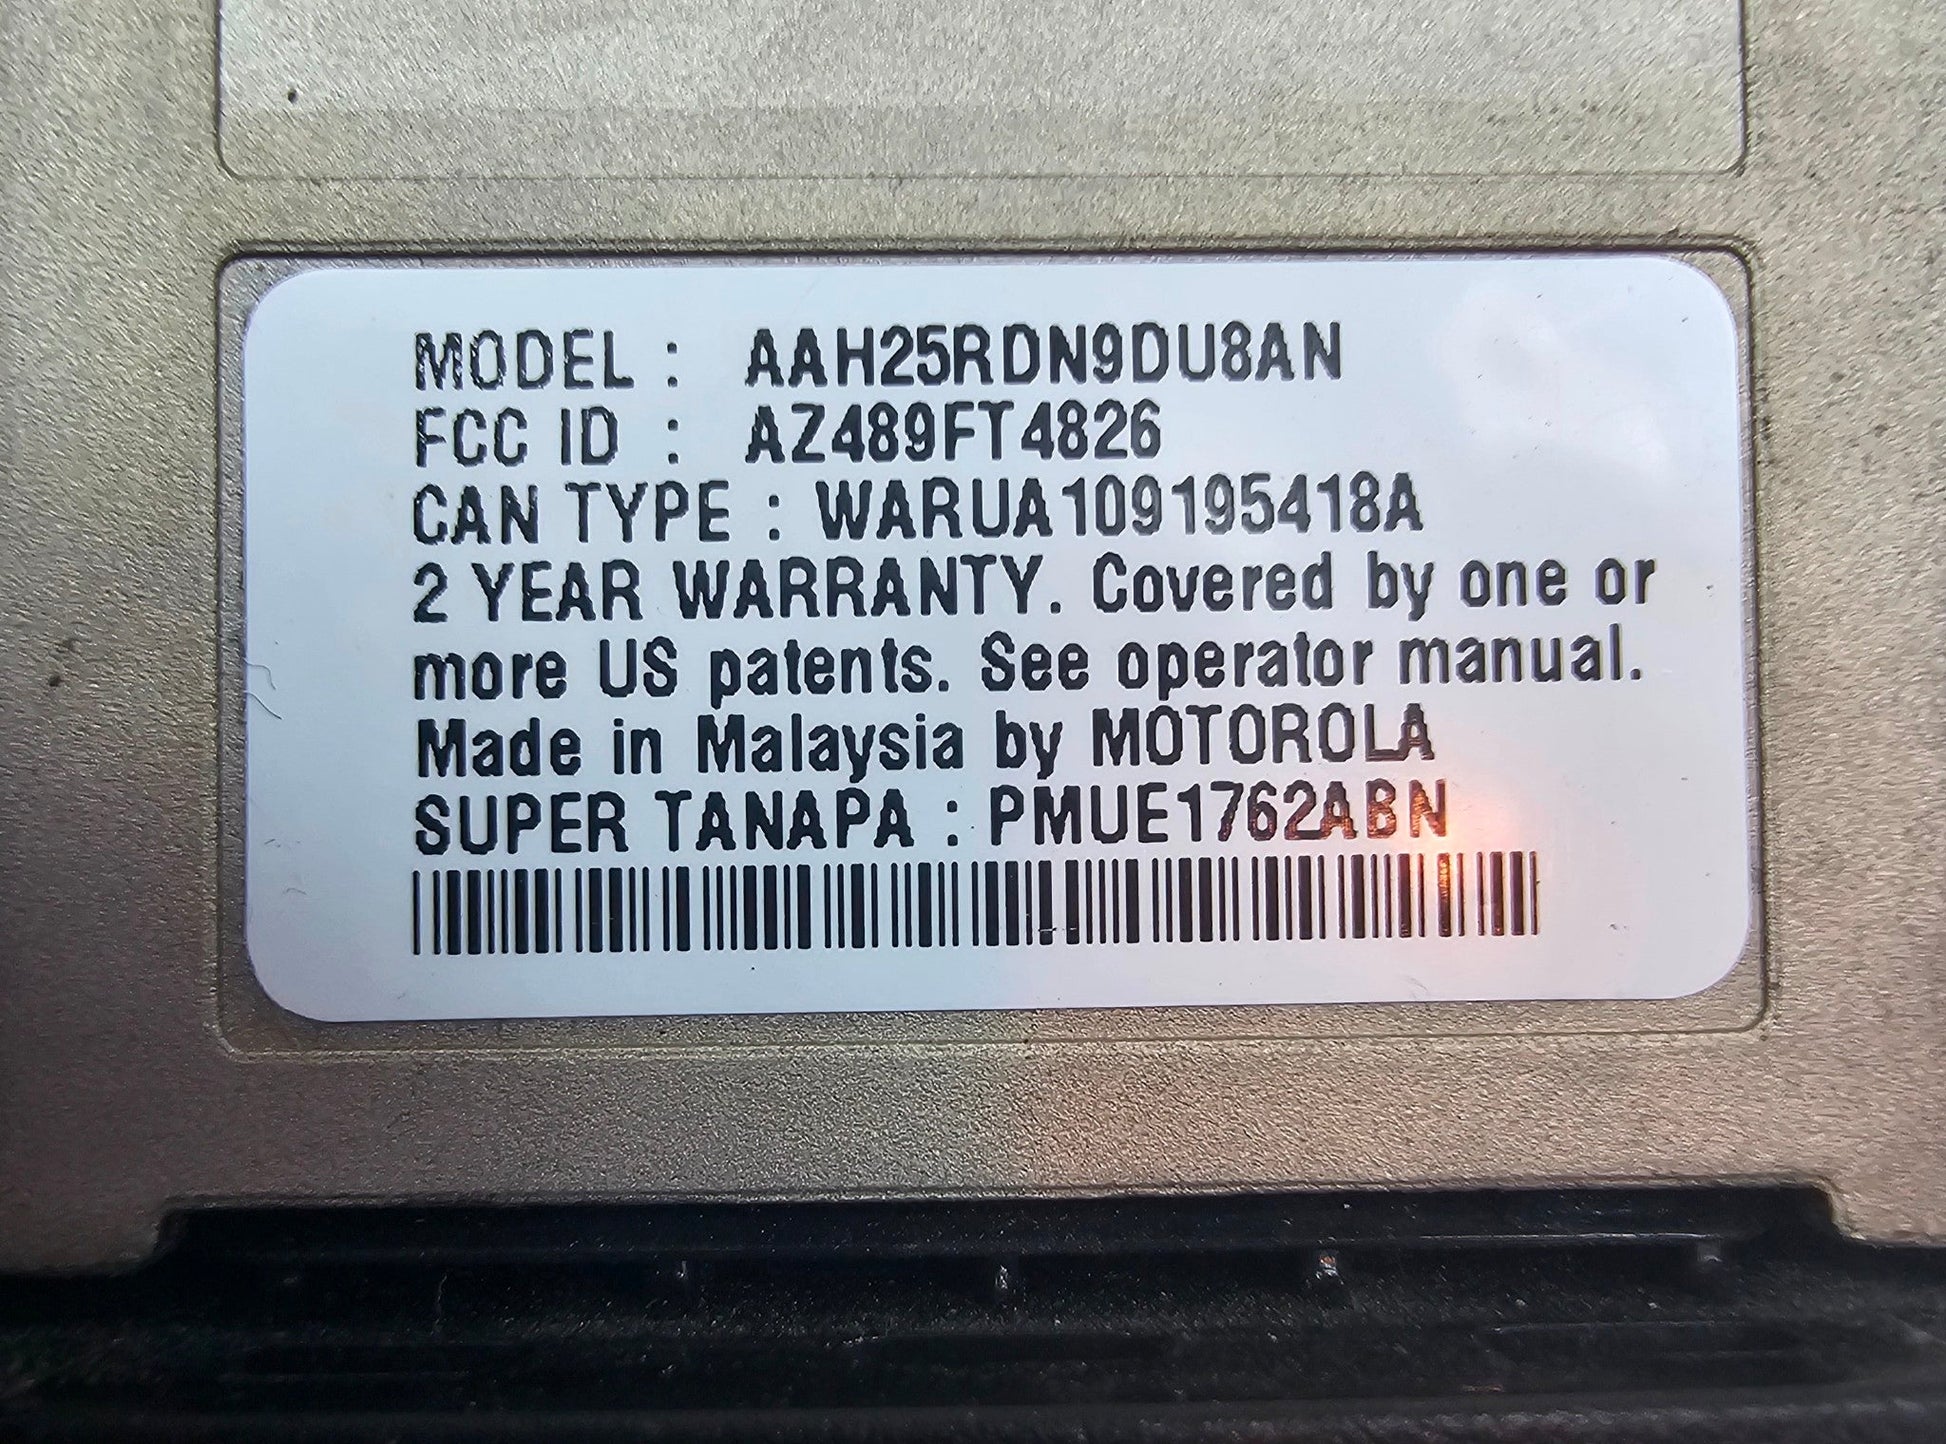 MODEL : AAH25RDN9DU8AN
FCC ID : AZ489FT4826
CAN TYPE : WARUA109195418A
2 YEAR WARRANTY. Covered by one or
more US patents. See operator manual.
Made in Malaysia by MOTOROLA
SUPER TANAPA : PMUE1762ABN